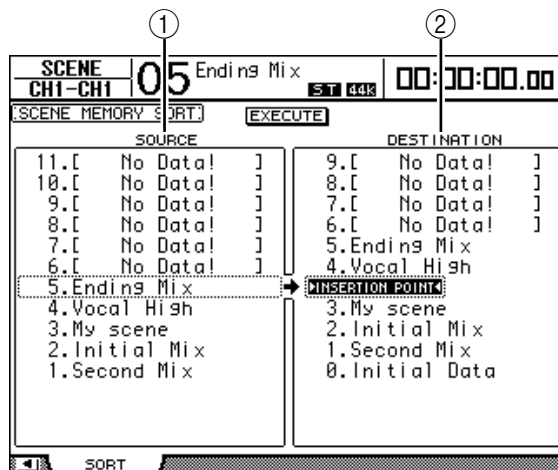 ① ②
SCENE
CH1-CH1
05 Ending Mix
ST 44k
00:00:00.00
SCENE MEMORY SORT
EXECUTE
SOURCE
11.[ No Data! ]
10.[ No Data! ]
9.[ No Data! ]
8.[ No Data! ]
7.[ No Data! ]
6.[ No Data! ]
5.Ending Mix
4.Vocal High
3.My scene
2.Initial Mix
1.Second Mix
DESTINATION
9.[ No Data! ]
8.[ No Data! ]
7.[ No Data! ]
6.[ No Data! ]
5.Ending Mix
4.Vocal High
INSERTION POINT
3.My scene
2.Initial Mix
1.Second Mix
0.Initial Data
SORT